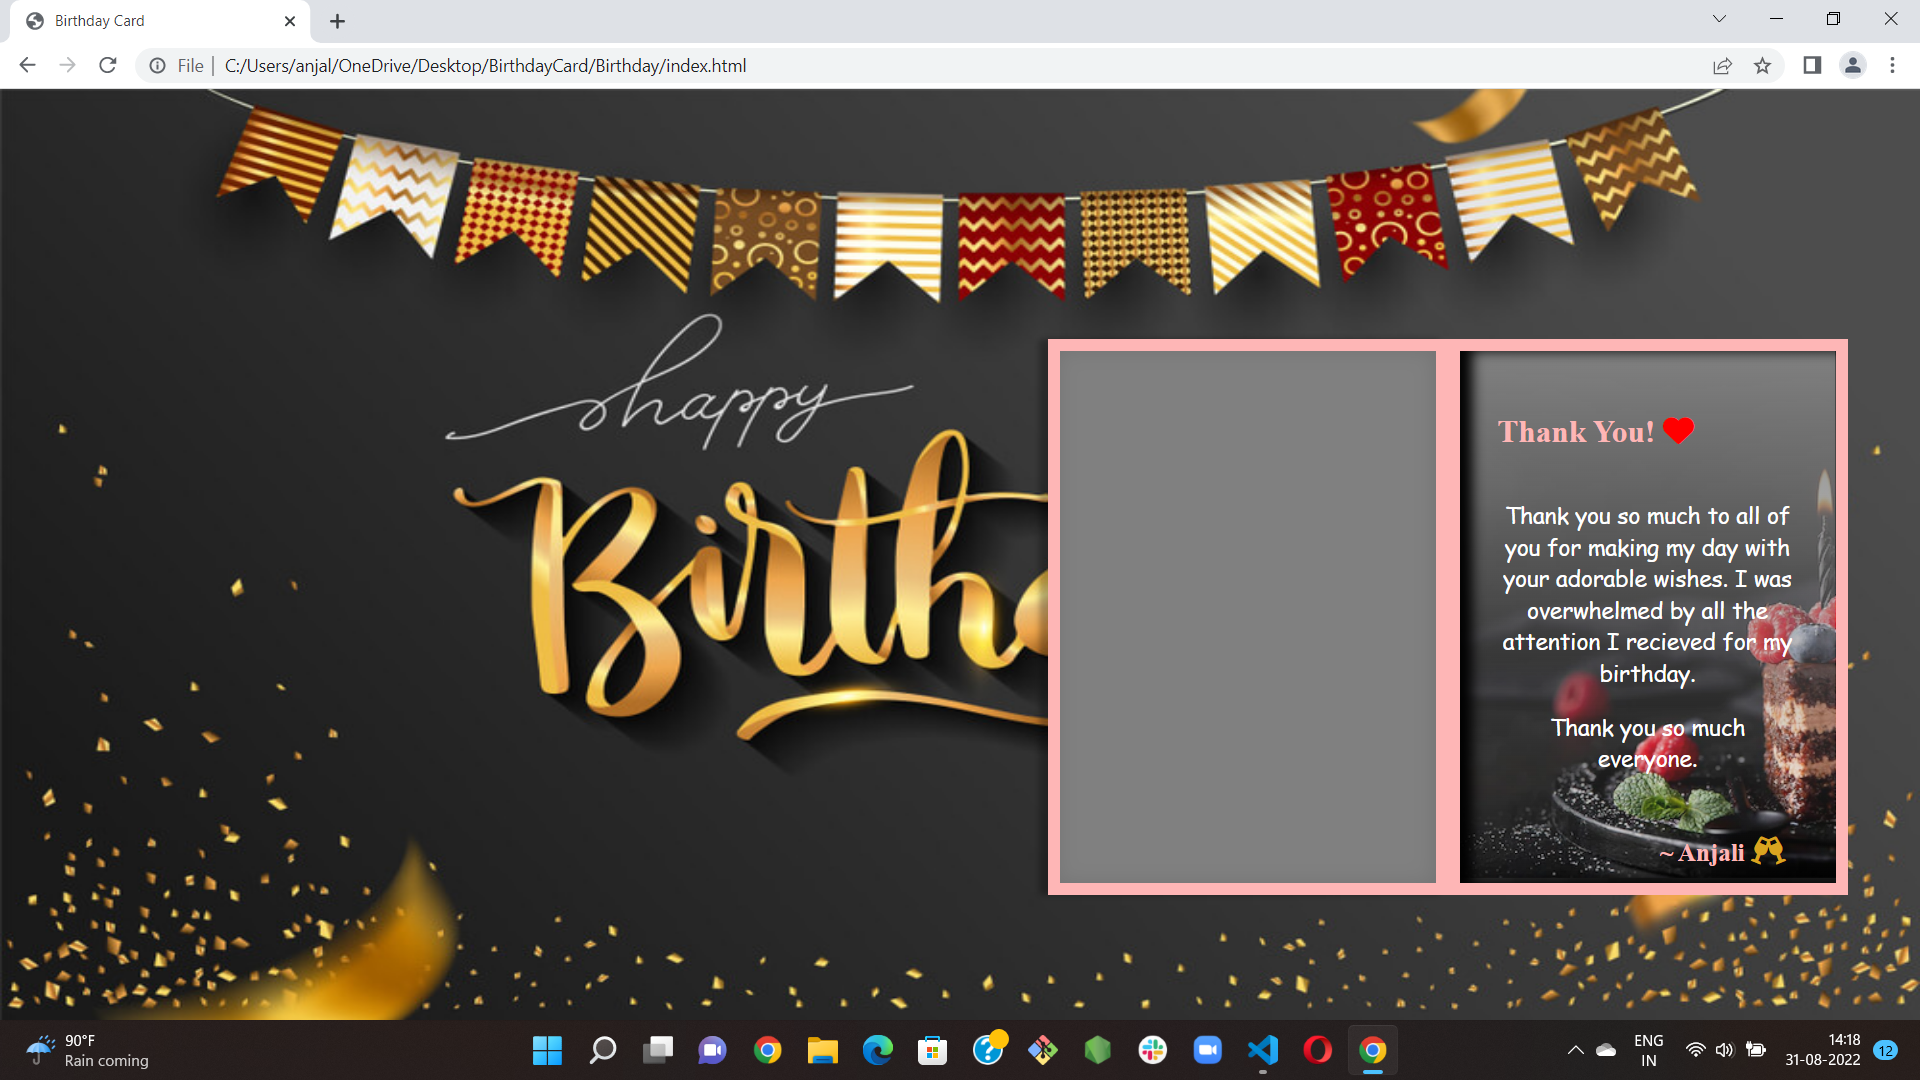 Birthday Card
File
C:/Users/anjal/OneDrive/Desktop/BirthdayCard/Birthday/index.html
happy
Birth
Thank You!
Thank you so much to all of
you for making my day with
your adorable wishes. I was
overwhelmed by all the
attention I recieved for my
birthday.
Thank you so much
everyone.
~ Anjali
90°F
Rain coming
ENG
IN
14:18
31-08-2022
12